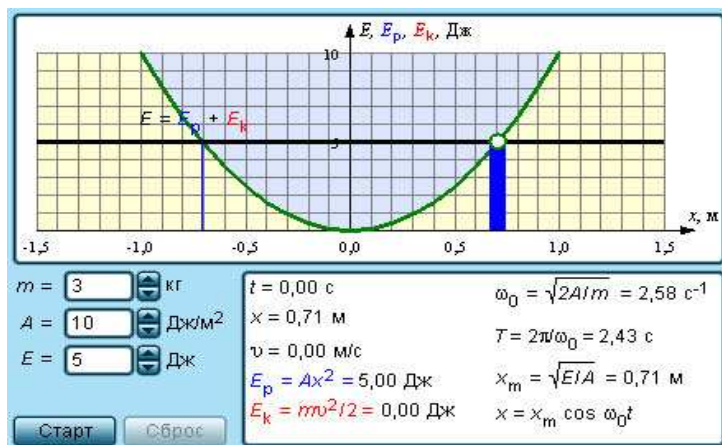 E, Eₚ, Eₖ, Дж
10
E = Eₚ + Eₖ
5
x, м
-1,5 -1,0 -0,5 0,0 0,5 1,0 1,5
m = 3 кг
A = 10 Дж/м²
E = 5 Дж
Старт Сброс
t = 0,00 с
x = 0,71 м
υ = 0,00 м/с
Eₚ = Ax² = 5,00 Дж
Eₖ = mυ²/2 = 0,00 Дж
ω₀ = √2A/m = 2,58 с⁻¹
T = 2π/ω₀ = 2,43 с
xₘ = √E/A = 0,71 м
x = xₘ cos ω₀t